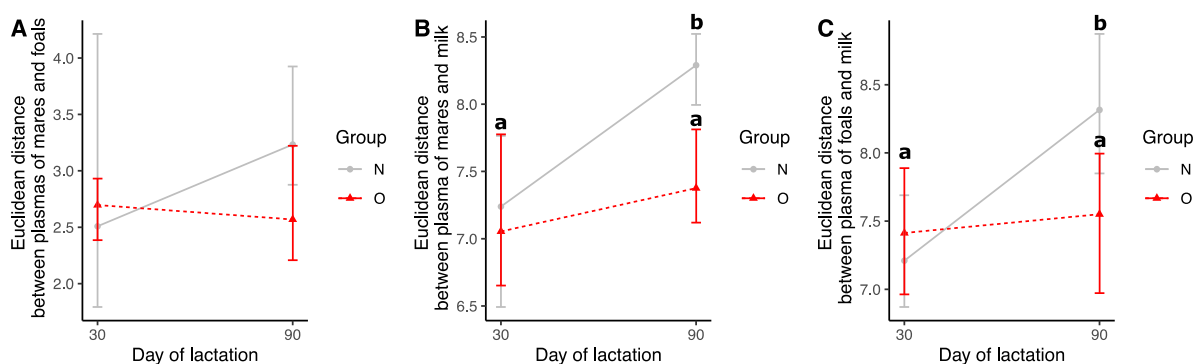 A
Euclidean distance
between plasmas of mares and foals
4.0
3.5
3.0
2.5
2.0
30
90
Day of lactation
Group
N
O
B
Euclidean distance
between plasma of mares and milk
8.5
8.0
7.5
7.0
6.5
a
b
a
30
90
Day of lactation
Group
N
O
C
Euclidean distance
between plasma of foals and milk
8.5
8.0
7.5
7.0
a
b
a
30
90
Day of lactation
Group
N
O